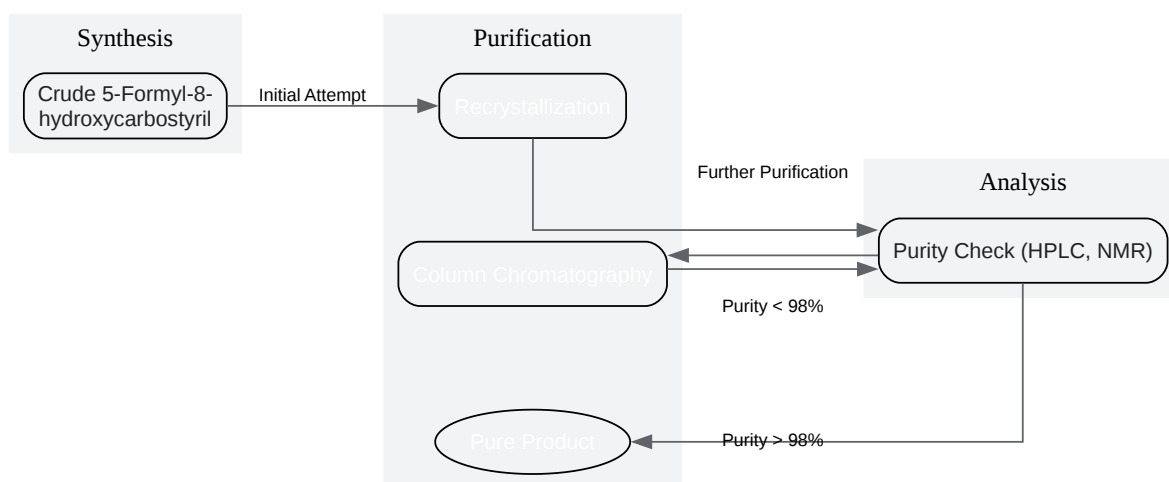 Synthesis
Purification
Crude 5-Formyl-8-
hydroxycarbostyril
Initial Attempt
Recrystallization
Further Purification
Analysis
Purity Check (HPLC, NMR)
Column Chromatography
Purity < 98%
Purity > 98%
Pure Product